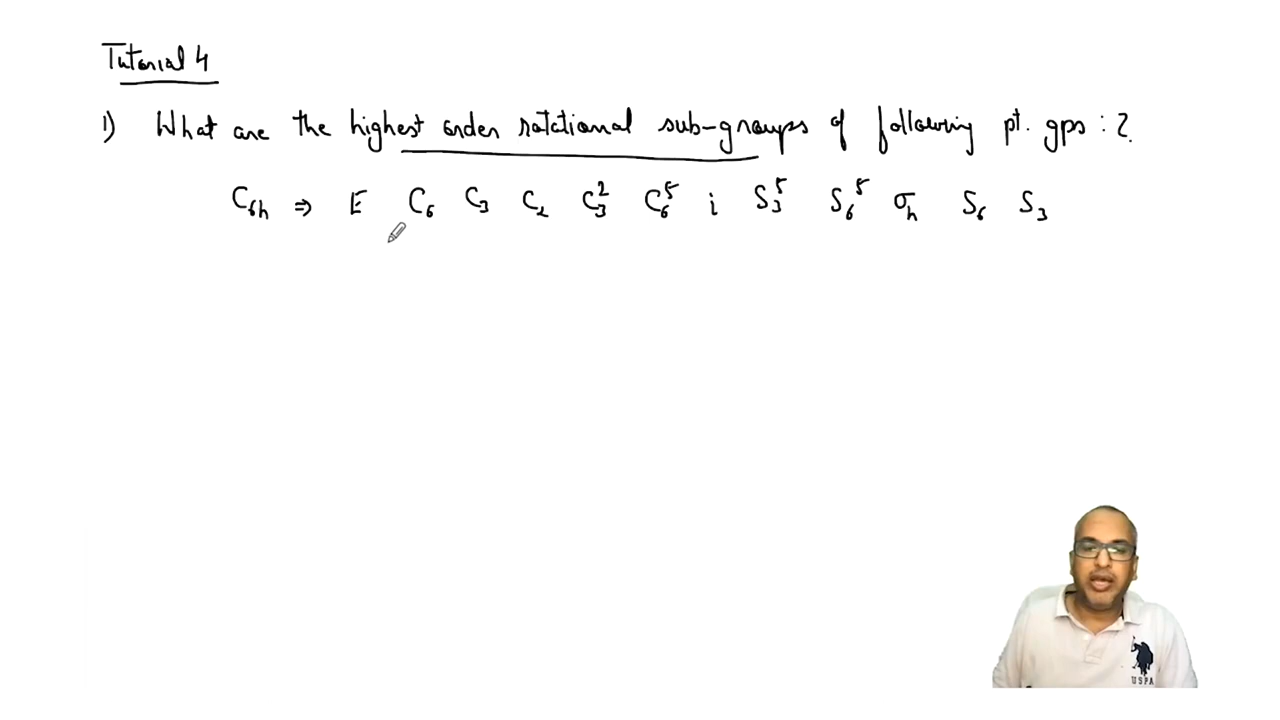 Tutorial 4
1) What are the highest order rotational sub-groups of following pt. gps : ?
C₆ₕ ⇒ E C₆ C₃ C₂ C₃² C₆⁵ i S₃⁵ S₆⁵ σₕ S₆ S₃
USPA